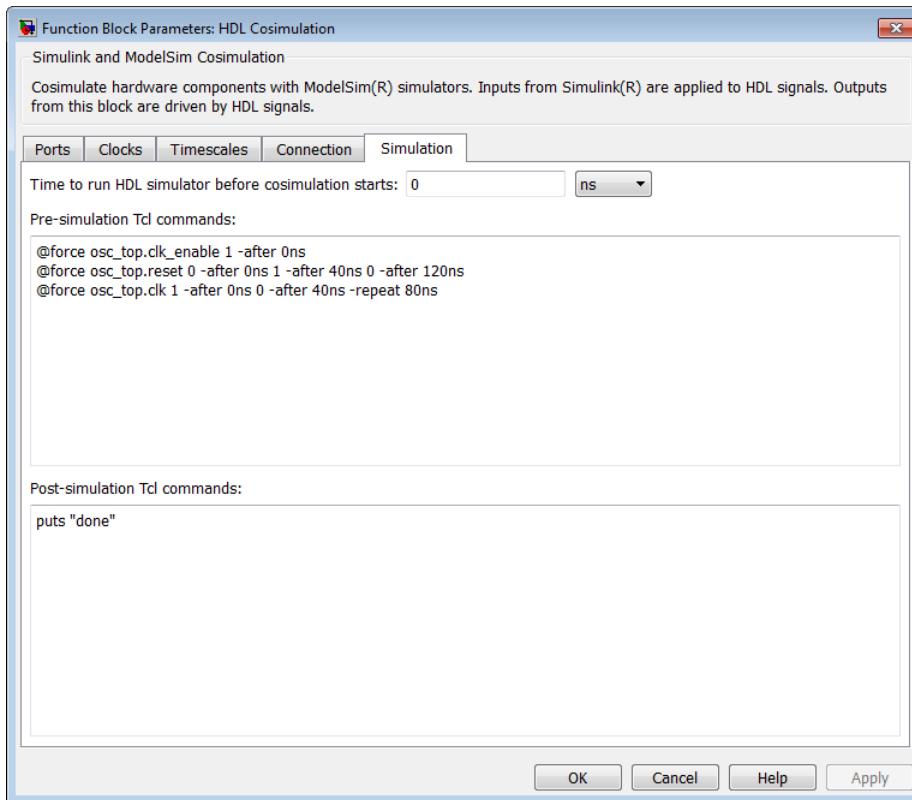 Function Block Parameters: HDL Cosimulation
Simulink and ModelSim Cosimulation
Cosimulate hardware components with ModelSim(R) simulators. Inputs from Simulink(R) are applied to HDL signals. Outputs
from this block are driven by HDL signals.
Ports Clocks Timescales Connection Simulation
Time to run HDL simulator before cosimulation starts: 0 ns
Pre-simulation Tcl commands:
@force osc_top.clk_enable 1 -after 0ns
@force osc_top.reset 0 -after 0ns 1 -after 40ns 0 -after 120ns
@force osc_top.clk 1 -after 0ns 0 -after 40ns -repeat 80ns
Post-simulation Tcl commands:
puts "done"
OK Cancel Help Apply